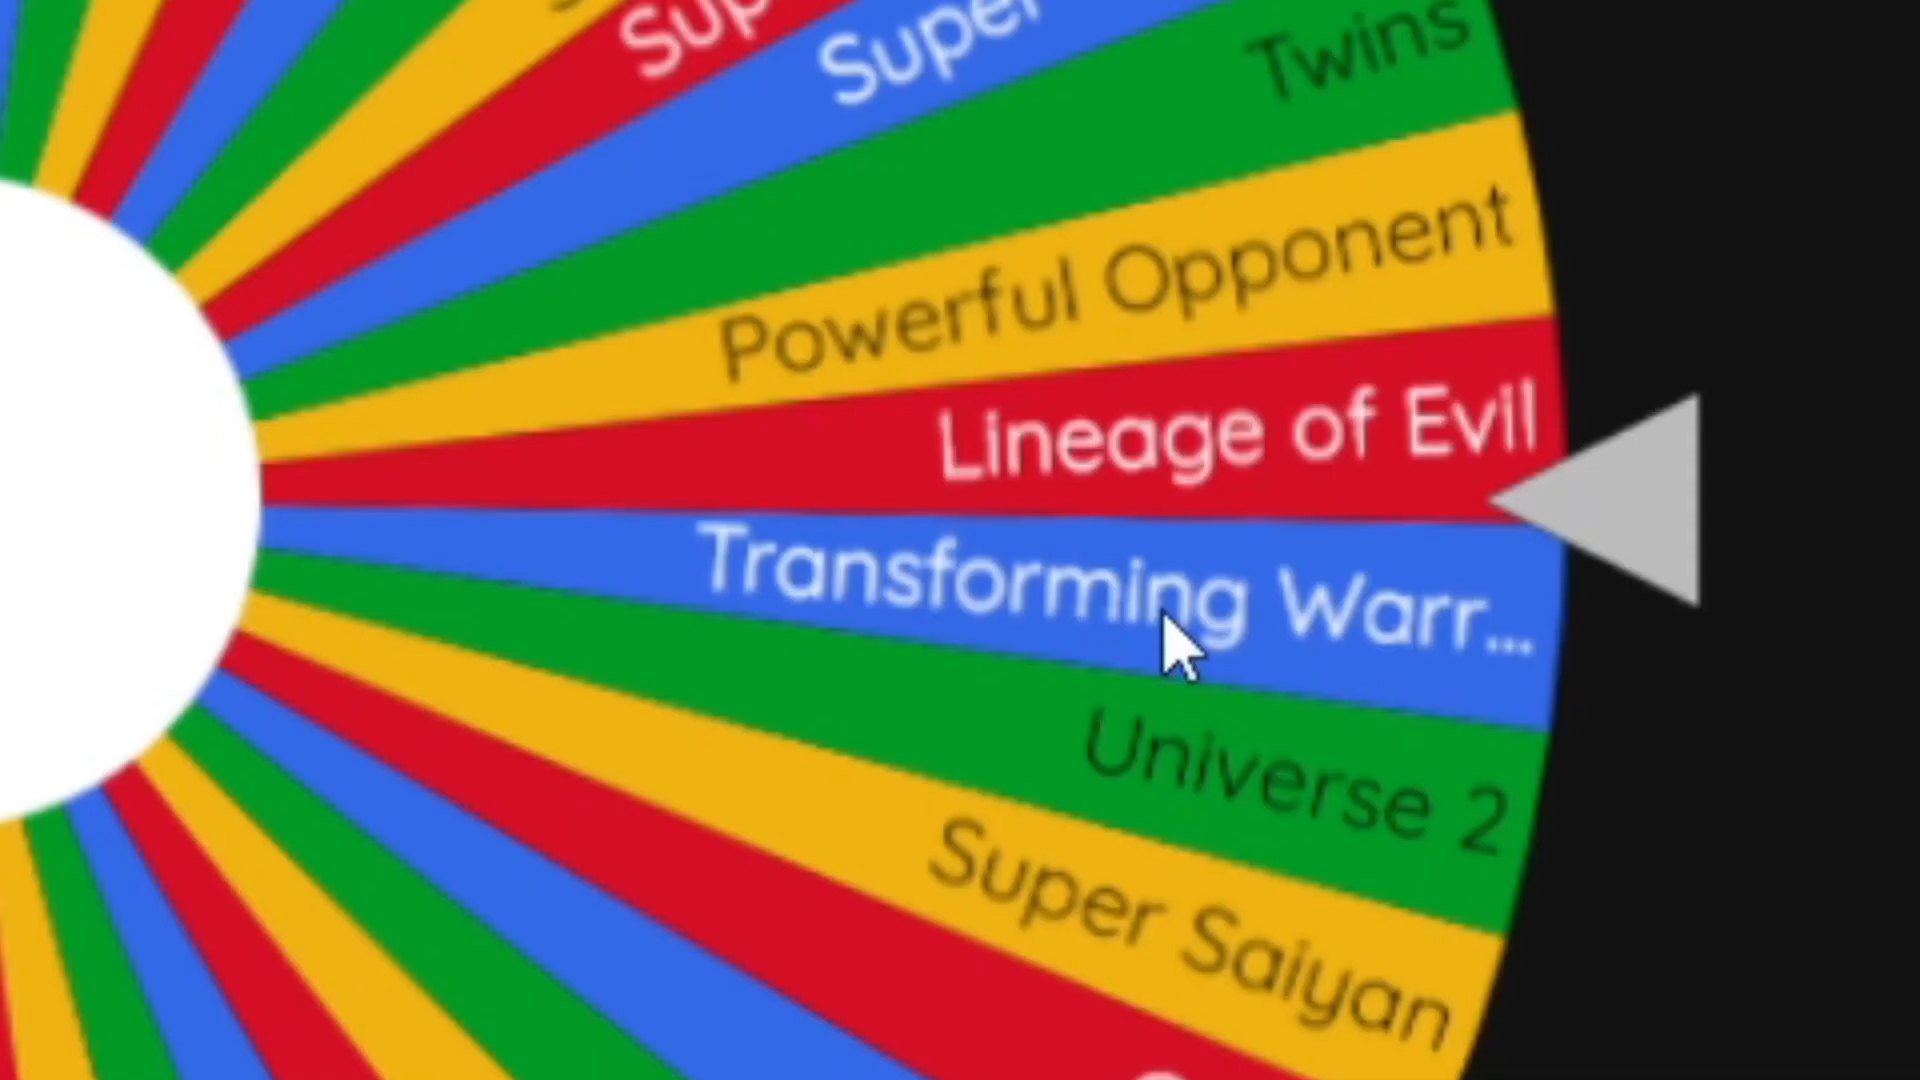 Sup
Super
Twins
Powerful Opponent
Lineage of Evil
Transforming Warr...
Universe 2
Super Saiyan